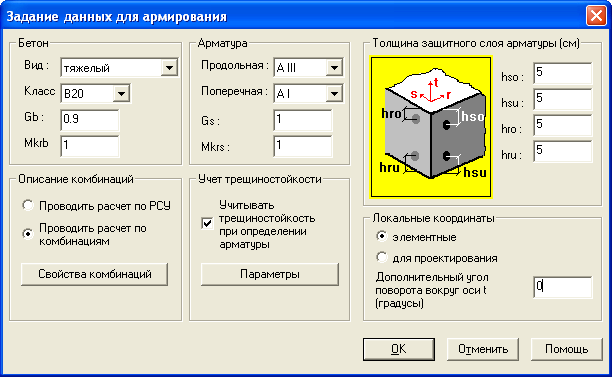 Задание данных для армирования
Бетон
Вид : тяжелый
Класс B20
Gb : 0.9
Mkrb 1
Арматура
Продольная : A III
Поперечная : A I
Gs : 1
Mkrs : 1
Толщина защитного слоя арматуры (см)
t
s r
hro hso
hru hsu
hso : 5
hsu : 5
hro : 5
hru : 5
Описание комбинаций
Проводить расчет по РСУ
Проводить расчет по
комбинациям
Свойства комбинаций
Учет трещиностойкости
Учитывать
трещиностойкость
при определении
арматуры
Параметры
Локальные координаты
элементные
для проектирования
Дополнительный угол
поворота вокруг оси t
(градусы)
0
OK Отменить Помощь